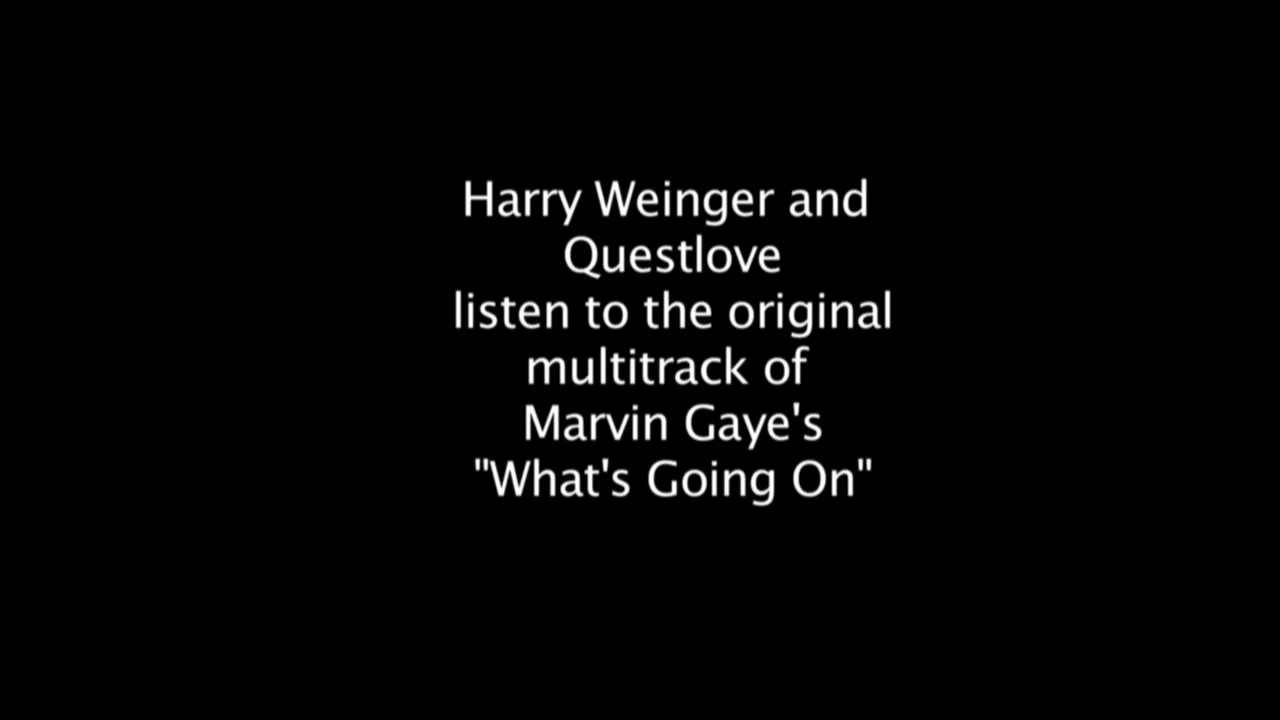 Harry Weinger and
Questlove
listen to the original
multitrack of
Marvin Gaye's
"What's Going On"